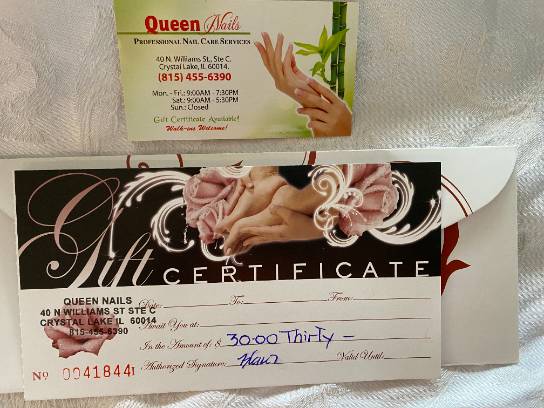 Queen Nails
PROFESSIONAL NAIL CARE SERVICES
40 N. Williams St., Ste C.
Crystal Lake, IL 60014.
(815) 455-6390
Mon. - Fri.: 9:00AM - 7:30PM
Sat.: 9:00AM - 5:30PM
Sun.: Closed
Gift Certificate Available!
Walk-ins Welcome!
Gift CERTIFICATE
QUEEN NAILS
40 N WILLIAMS ST STE C
CRYSTAL LAKE IL 60014
815-455-6390
Date: To: From:
Await You at:
In the Amount of $ 30.00 Thirty –
Authorized Signature: Valid Until:
No 0041844